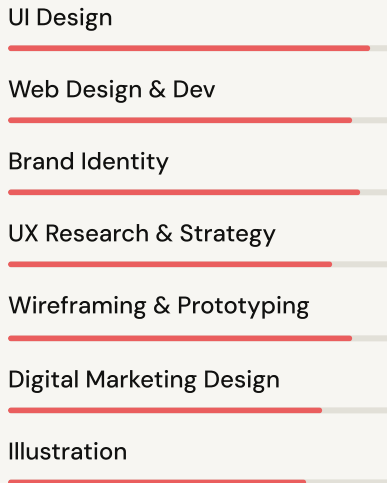 UI Design
Web Design & Dev
Brand Identity
UX Research & Strategy
Wireframing & Prototyping
Digital Marketing Design
Illustration